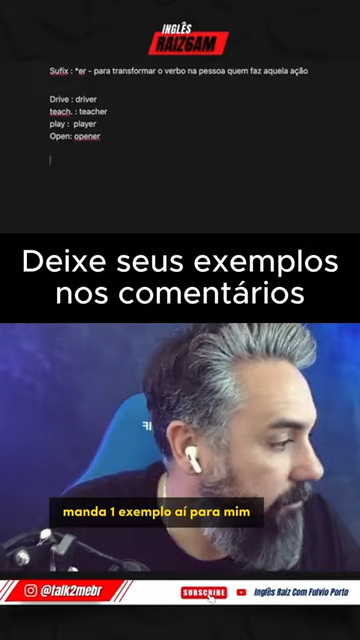 INGLÊS
RAIZ6AM
Sufix : *er - para transformar o verbo na pessoa quem faz aquela ação
Drive : driver
teach. : teacher
play : player
Open: opener
Deixe seus exemplos
nos comentários
manda 1 exemplo aí para mim
@talk2mebr
SUBSCRIBE
Inglês Raiz Com Fulvio Porto